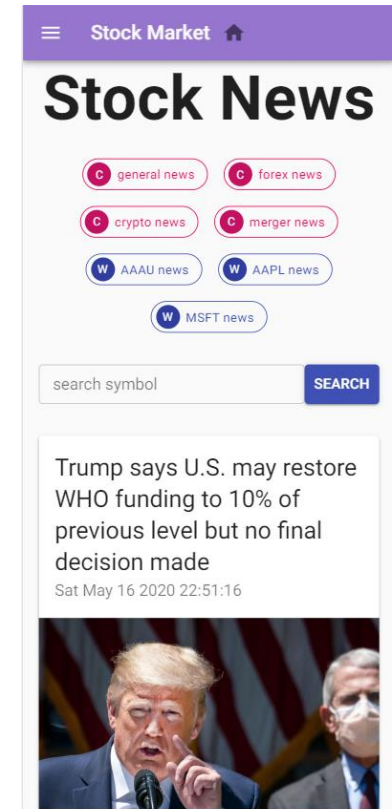 Stock Market
Stock News
C general news C forex news
C crypto news C merger news
W AAAU news W AAPL news
W MSFT news
search symbol SEARCH
Trump says U.S. may restore
WHO funding to 10% of
previous level but no final
decision made
Sat May 16 2020 22:51:16